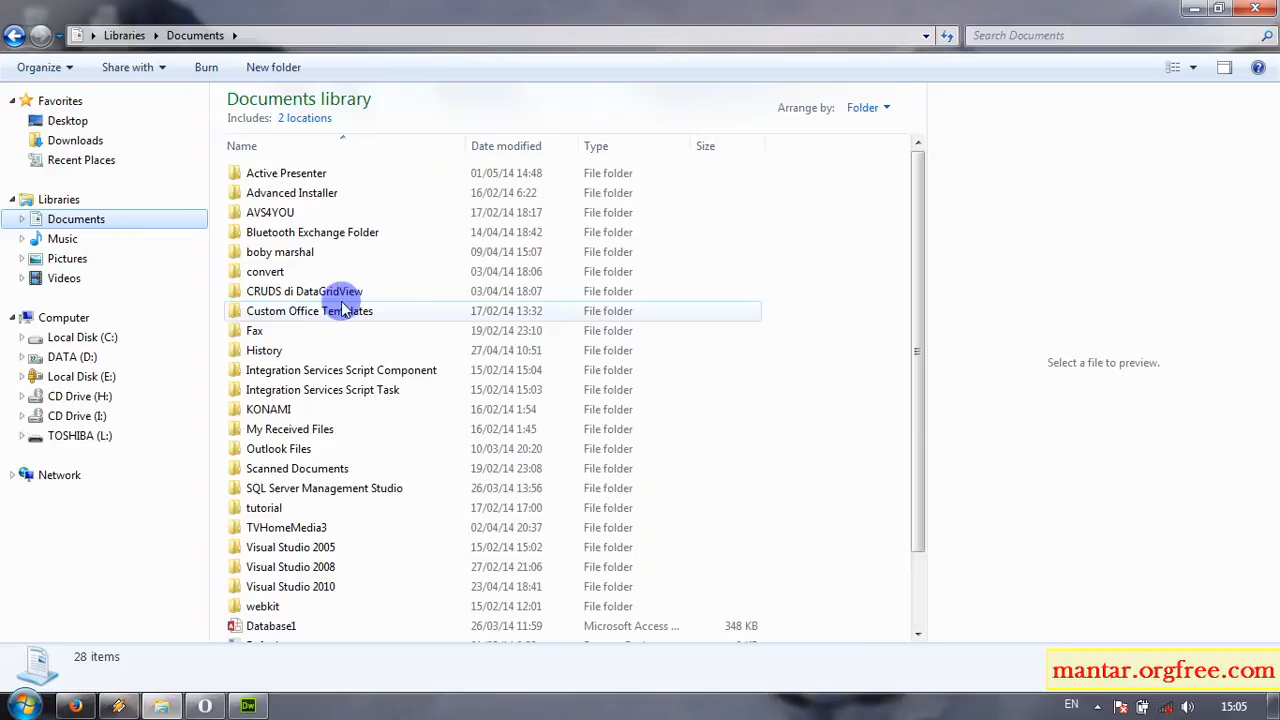 Libraries Documents
Search Documents
Organize Share with Burn New folder
Favorites
Desktop
Downloads
Recent Places
Libraries
Documents
Music
Pictures
Videos
Computer
Local Disk (C:)
DATA (D:)
Local Disk (E:)
CD Drive (H:)
CD Drive (I:)
TOSHIBA (L:)
Network
Documents library
Includes: 2 locations
Arrange by: Folder
Name Date modified Type Size
Active Presenter 01/05/14 14:48 File folder
Advanced Installer 16/02/14 6:22 File folder
AVS4YOU 17/02/14 18:17 File folder
Bluetooth Exchange Folder 14/04/14 18:42 File folder
boby marshal 09/04/14 15:07 File folder
convert 03/04/14 18:06 File folder
CRUDS di DataGridView 03/04/14 18:07 File folder
Custom Office Templates 17/02/14 13:32 File folder
Fax 19/02/14 23:10 File folder
History 27/04/14 10:51 File folder
Integration Services Script Component 15/02/14 15:04 File folder
Integration Services Script Task 15/02/14 15:03 File folder
KONAMI 16/02/14 1:54 File folder
My Received Files 16/02/14 1:45 File folder
Outlook Files 10/03/14 20:20 File folder
Scanned Documents 19/02/14 23:08 File folder
SQL Server Management Studio 26/03/14 13:56 File folder
tutorial 17/02/14 17:00 File folder
TVHomeMedia3 02/04/14 20:37 File folder
Visual Studio 2005 15/02/14 15:02 File folder
Visual Studio 2008 27/02/14 21:06 File folder
Visual Studio 2010 23/04/14 18:41 File folder
webkit 15/02/14 12:01 File folder
Database1 26/03/14 11:59 Microsoft Access ... 348 KB
Select a file to preview.
28 items
mantar.orgfree.com
Dw
EN
15:05